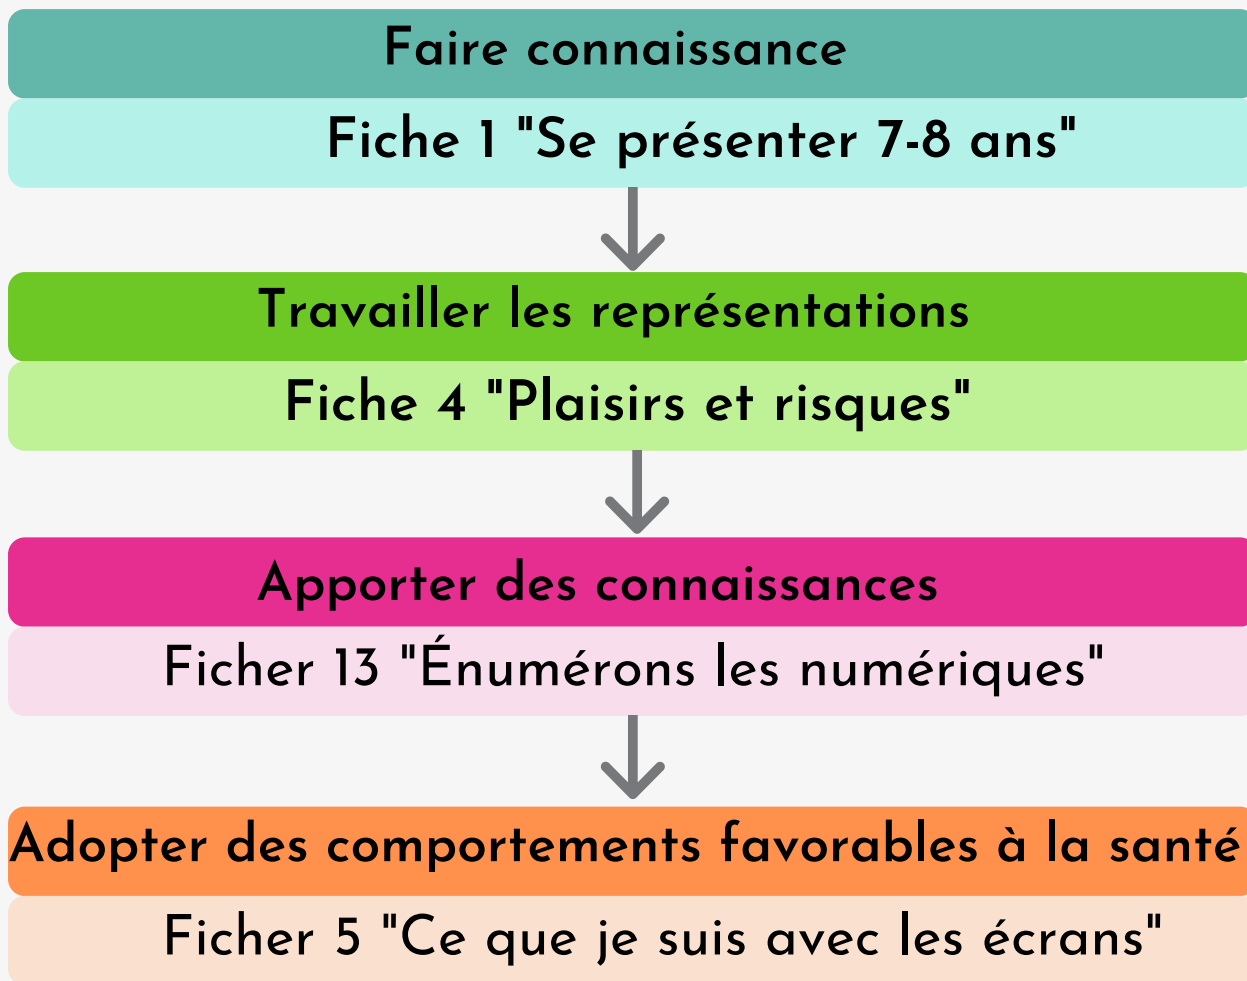 Faire connaissance
Fiche 1 "Se présenter 7-8 ans"
Travailler les représentations
Fiche 4 "Plaisirs et risques"
Apporter des connaissances
Ficher 13 "Énumérons les numériques"
Adopter des comportements favorables à la santé
Ficher 5 "Ce que je suis avec les écrans"